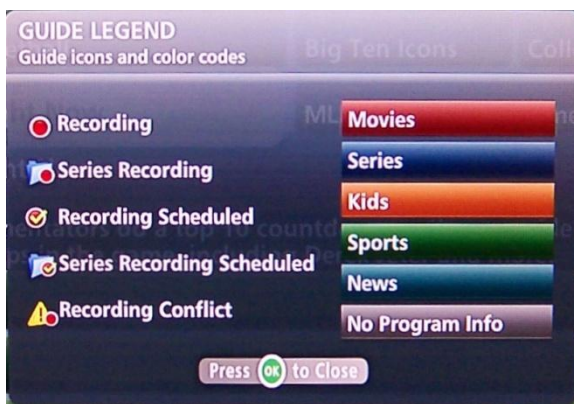 GUIDE LEGEND
Guide icons and color codes
Big Ten Icons
Recording
Series Recording
Recording Scheduled
Series Recording Scheduled
Recording Conflict
Movies
Series
Kids
Sports
News
No Program Info
Press OK to Close